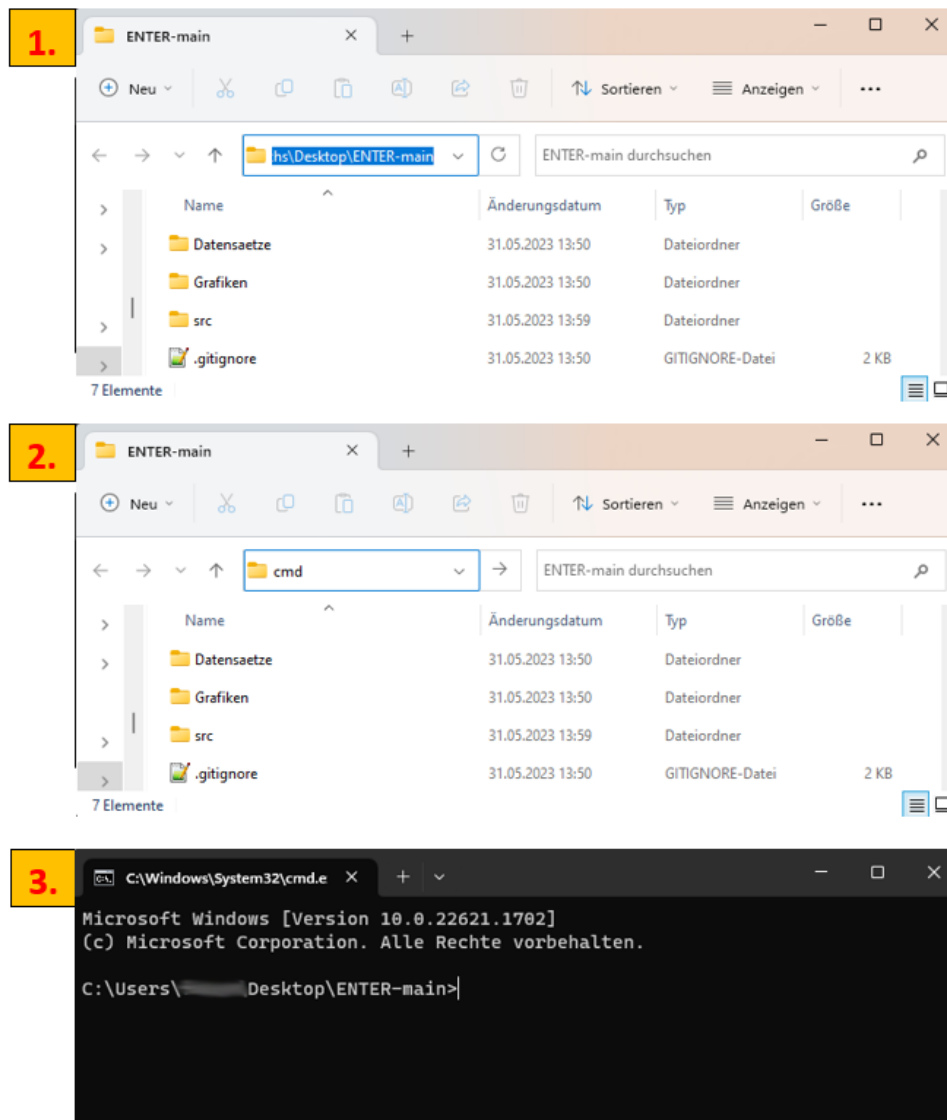 1.
ENTER-main
Neu Sortieren Anzeigen ...
hs\Desktop\ENTER-main ENTER-main durchsuchen
Name Änderungsdatum Typ Größe
Datensaetze 31.05.2023 13:50 Dateiordner
Grafiken 31.05.2023 13:50 Dateiordner
src 31.05.2023 13:59 Dateiordner
.gitignore 31.05.2023 13:50 GITIGNORE-Datei 2 KB
7 Elemente
2.
ENTER-main
Neu Sortieren Anzeigen ...
cmd ENTER-main durchsuchen
Name Änderungsdatum Typ Größe
Datensaetze 31.05.2023 13:50 Dateiordner
Grafiken 31.05.2023 13:50 Dateiordner
src 31.05.2023 13:59 Dateiordner
.gitignore 31.05.2023 13:50 GITIGNORE-Datei 2 KB
7 Elemente
3.
C:\Windows\System32\cmd.e
Microsoft Windows [Version 10.0.22621.1702]
(c) Microsoft Corporation. Alle Rechte vorbehalten.
C:\Users\ \Desktop\ENTER-main>